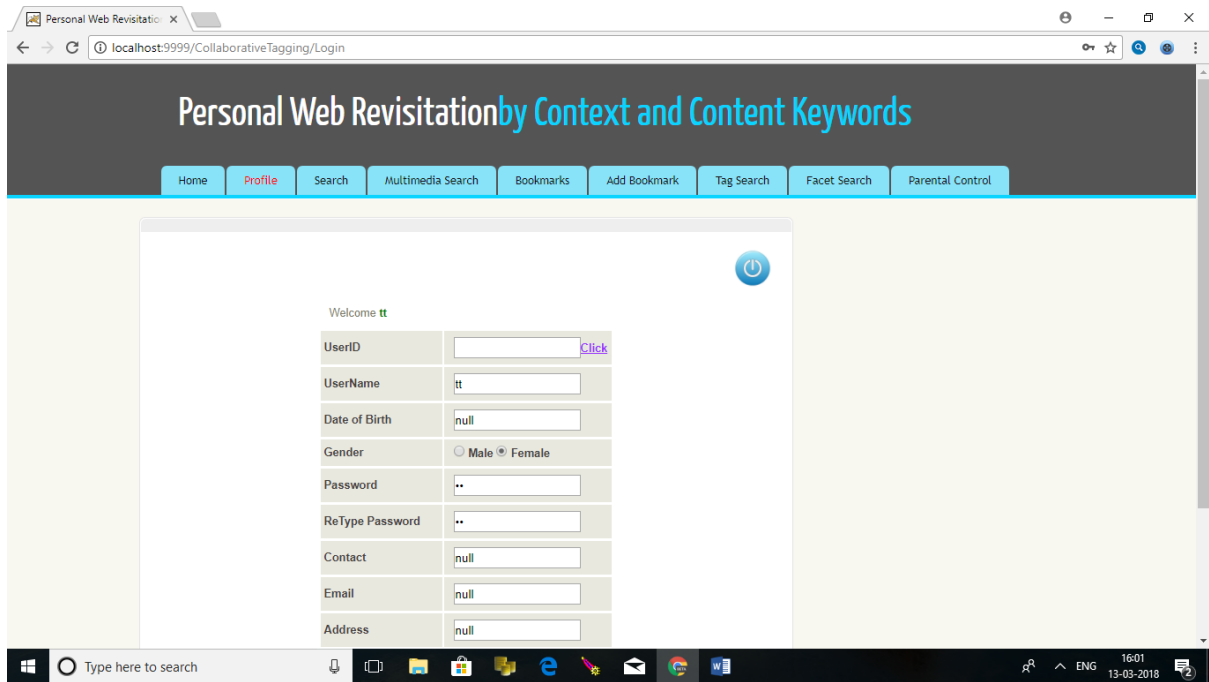 Personal Web Revisitatio
localhost:9999/CollaborativeTagging/Login
Personal Web Revisitationby Context and Content Keywords
Home Profile Search Multimedia Search Bookmarks Add Bookmark Tag Search Facet Search Parental Control
Welcome tt
UserID Click
UserName tt
Date of Birth null
Gender Male Female
Password ••
ReType Password ••
Contact null
Email null
Address null
Type here to search ENG 16:01
13-03-2018 2